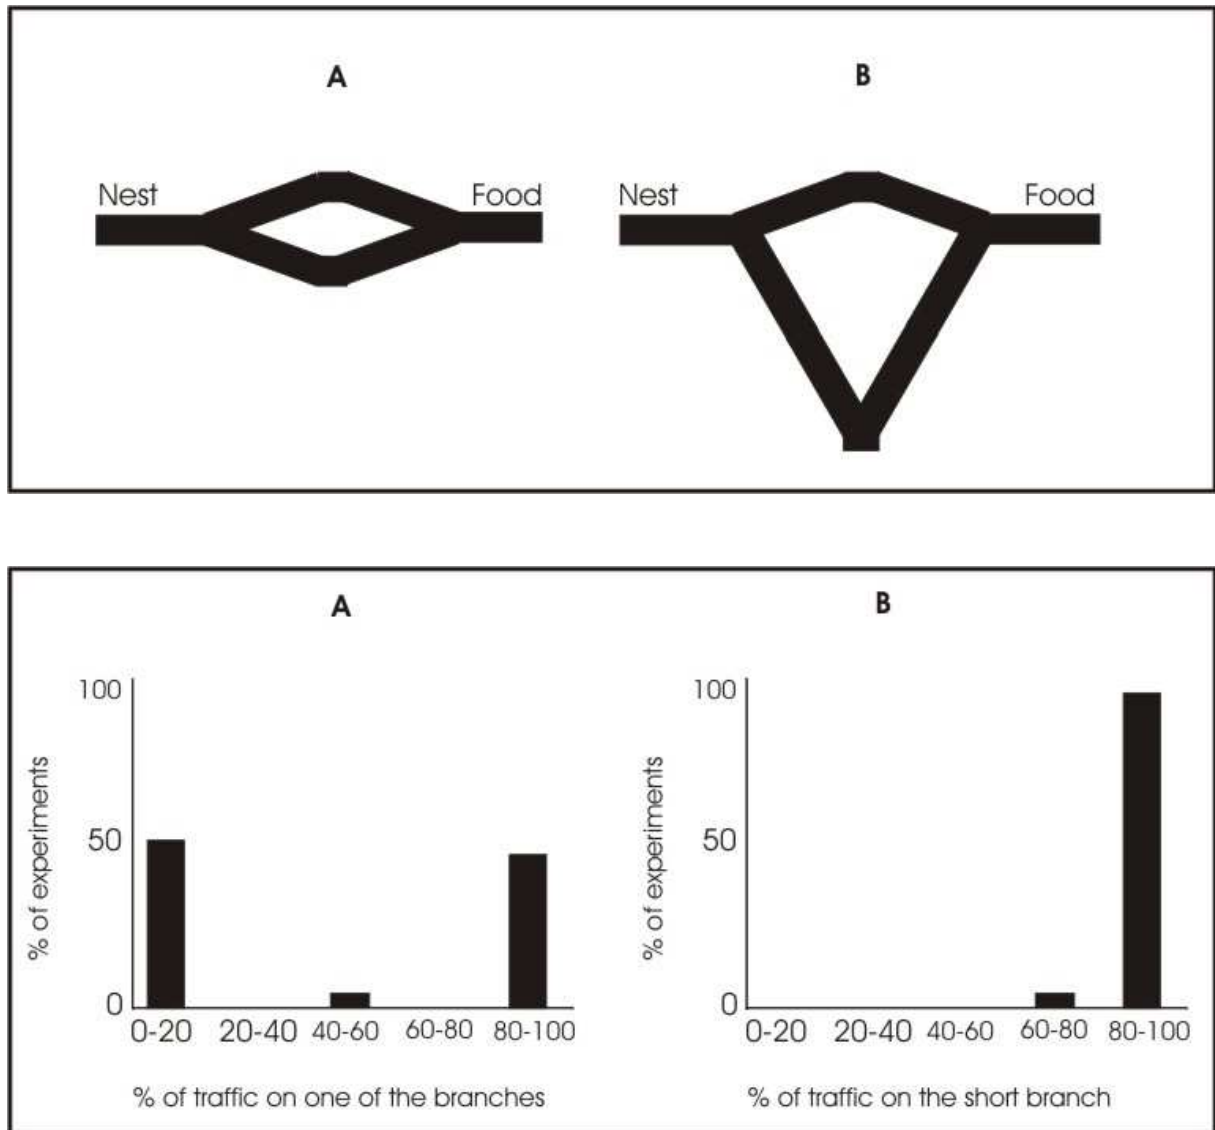 A
B
Nest
Food
Nest
Food
A
B
100
50
0
% of experiments
0-20
20-40
40-60
60-80
80-100
% of traffic on one of the branches
100
50
0
% of experiments
0-20
20-40
40-60
60-80
80-100
% of traffic on the short branch